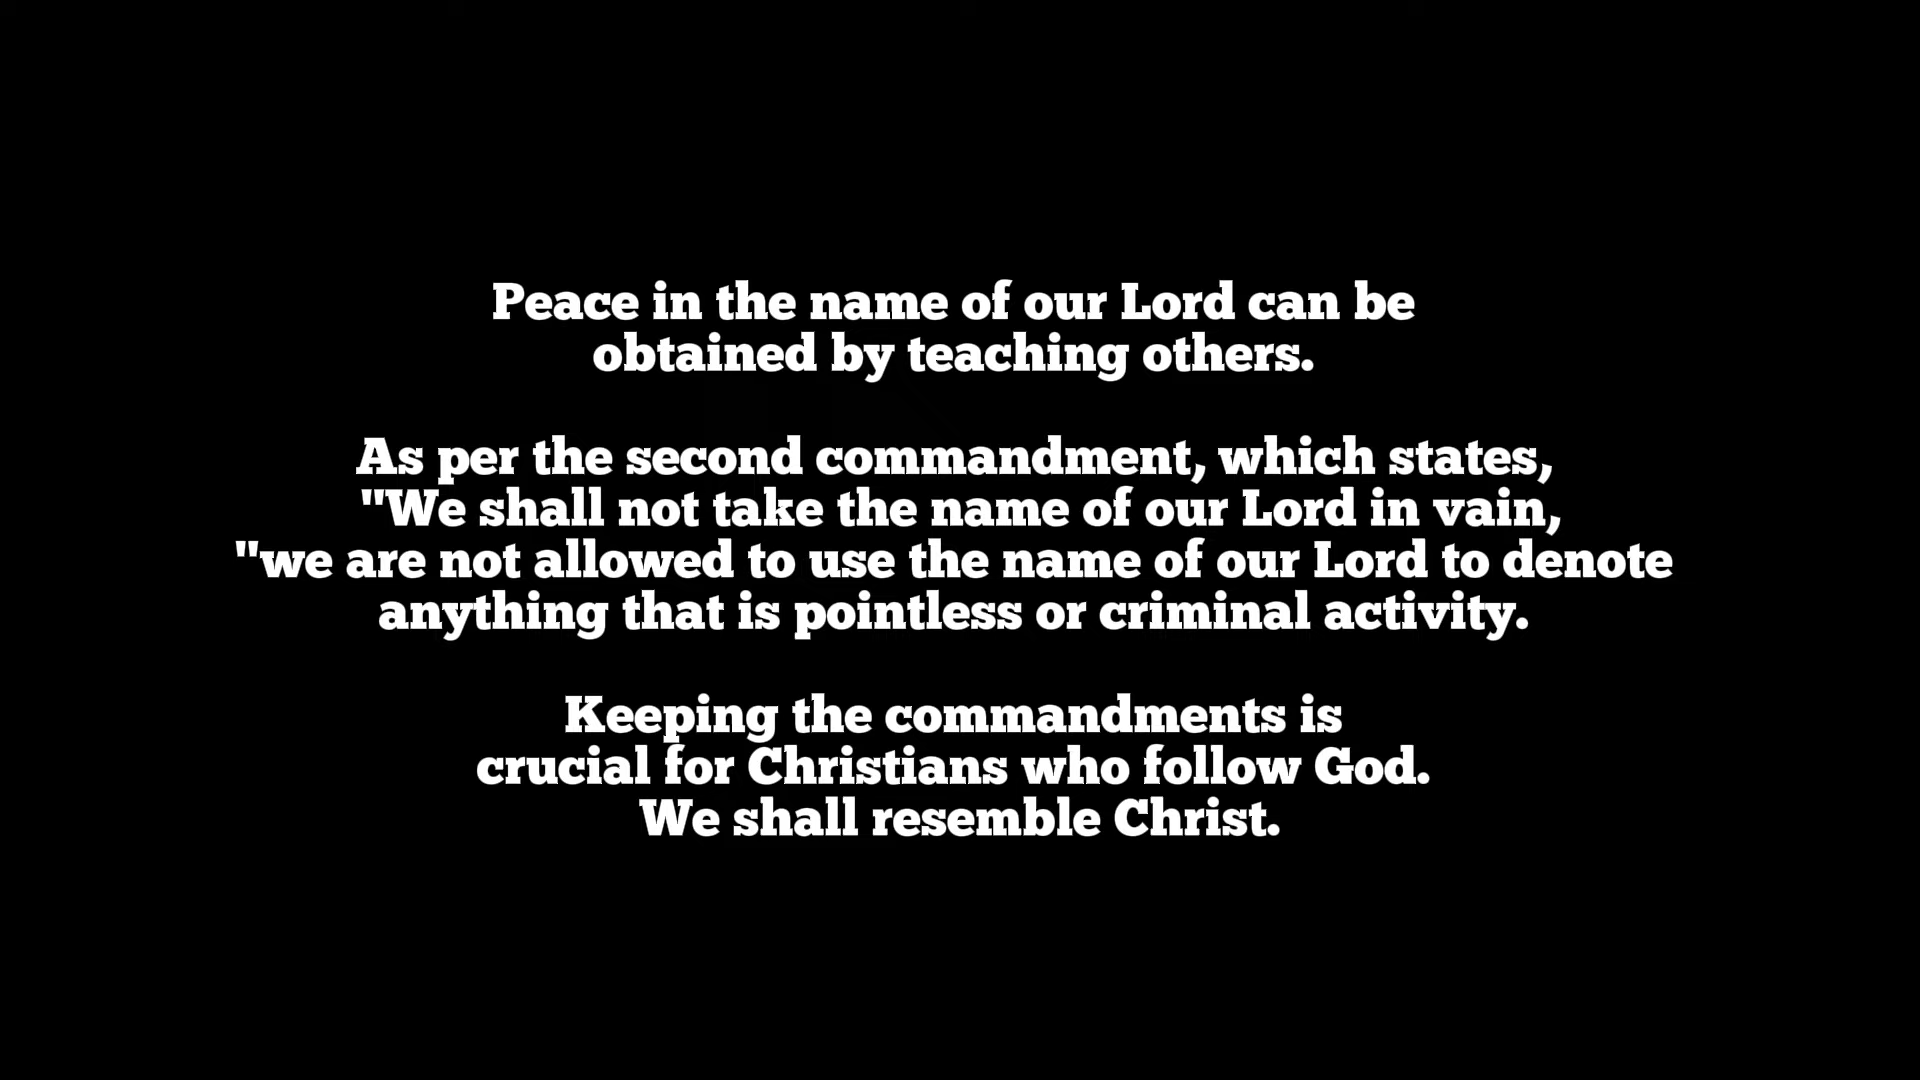 Peace in the name of our Lord can be
obtained by teaching others.
As per the second commandment, which states,
"We shall not take the name of our Lord in vain,
"we are not allowed to use the name of our Lord to denote
anything that is pointless or criminal activity.
Keeping the commandments is
crucial for Christians who follow God.
We shall resemble Christ.